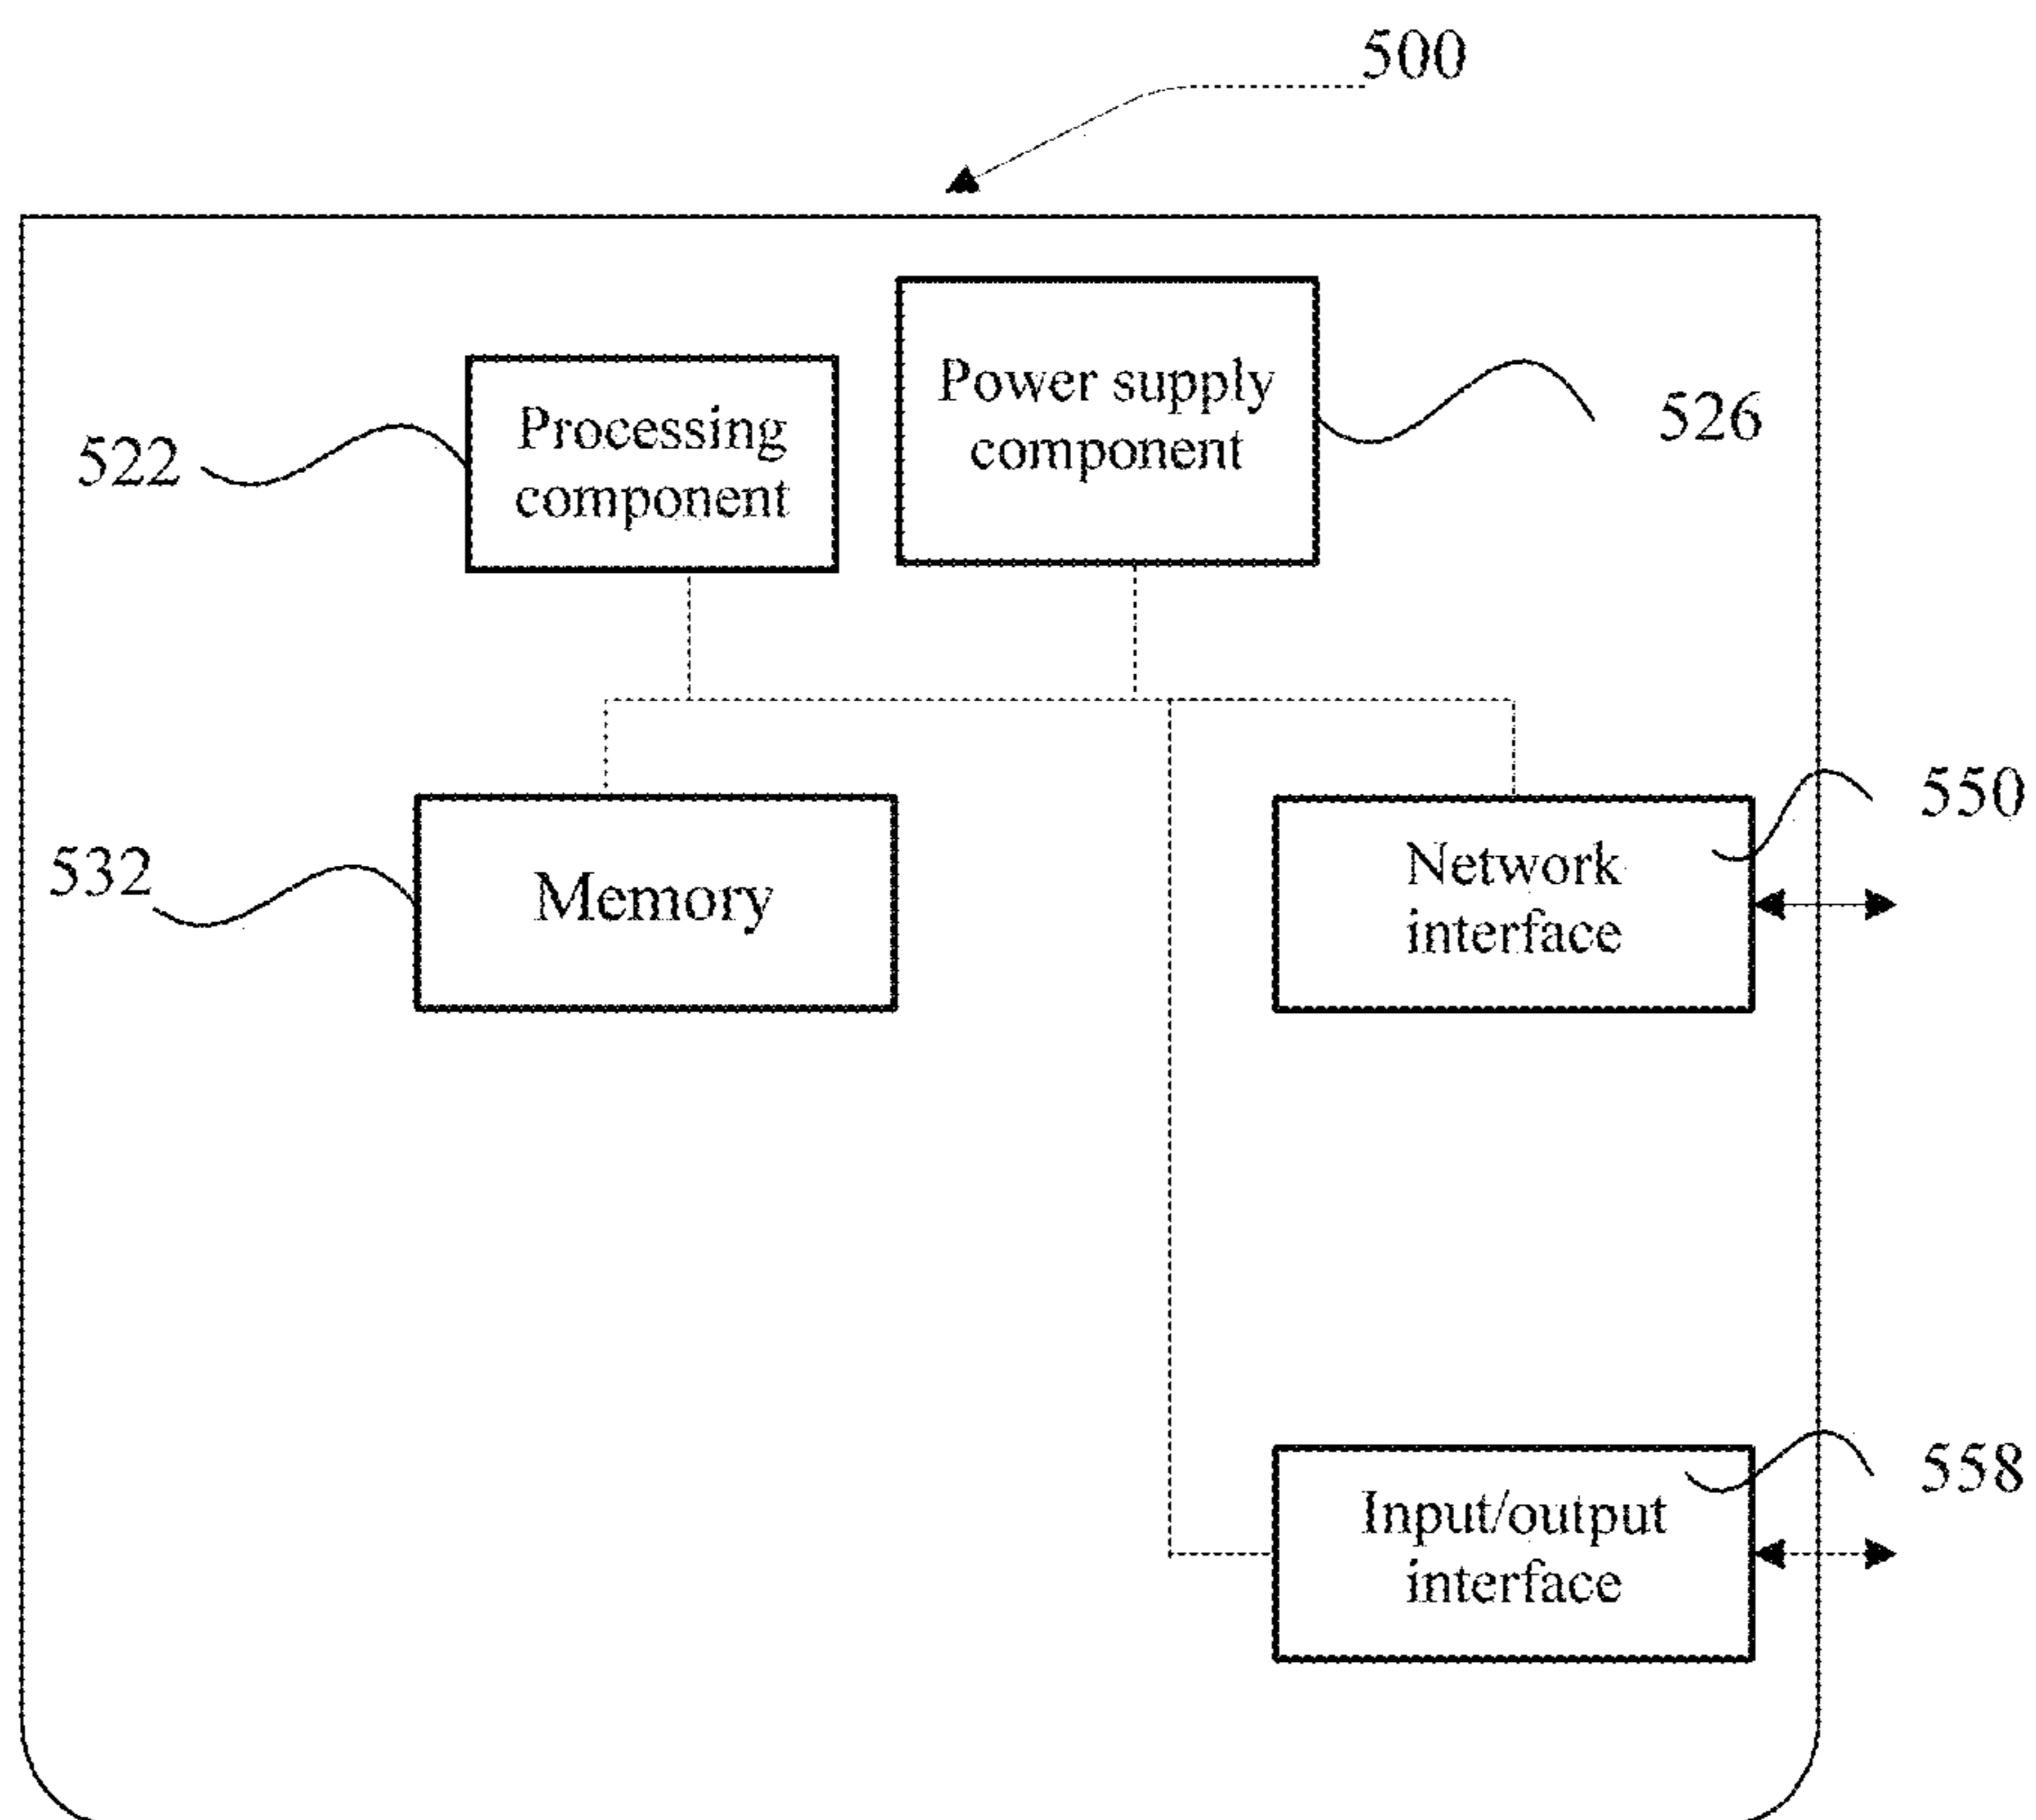 500
Power supply
component
526
Processing
component
522
550
Network
interface
532
Memory
558
Input/output
interface